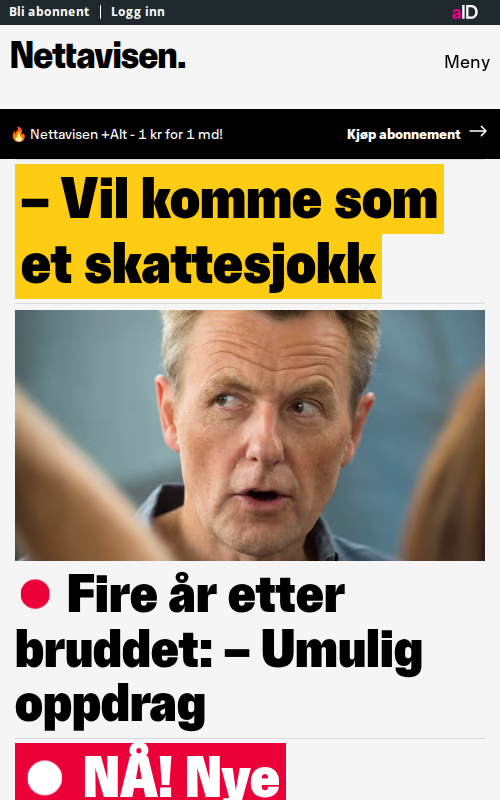 Bli abonnent | Logg inn
aID
Nettavisen.
Meny
🔥 Nettavisen +Alt - 1 kr for 1 md!
Kjøp abonnement →
– Vil komme som
et skattesjokk
Fire år etter
bruddet: – Umulig
oppdrag
NÅ! Nye